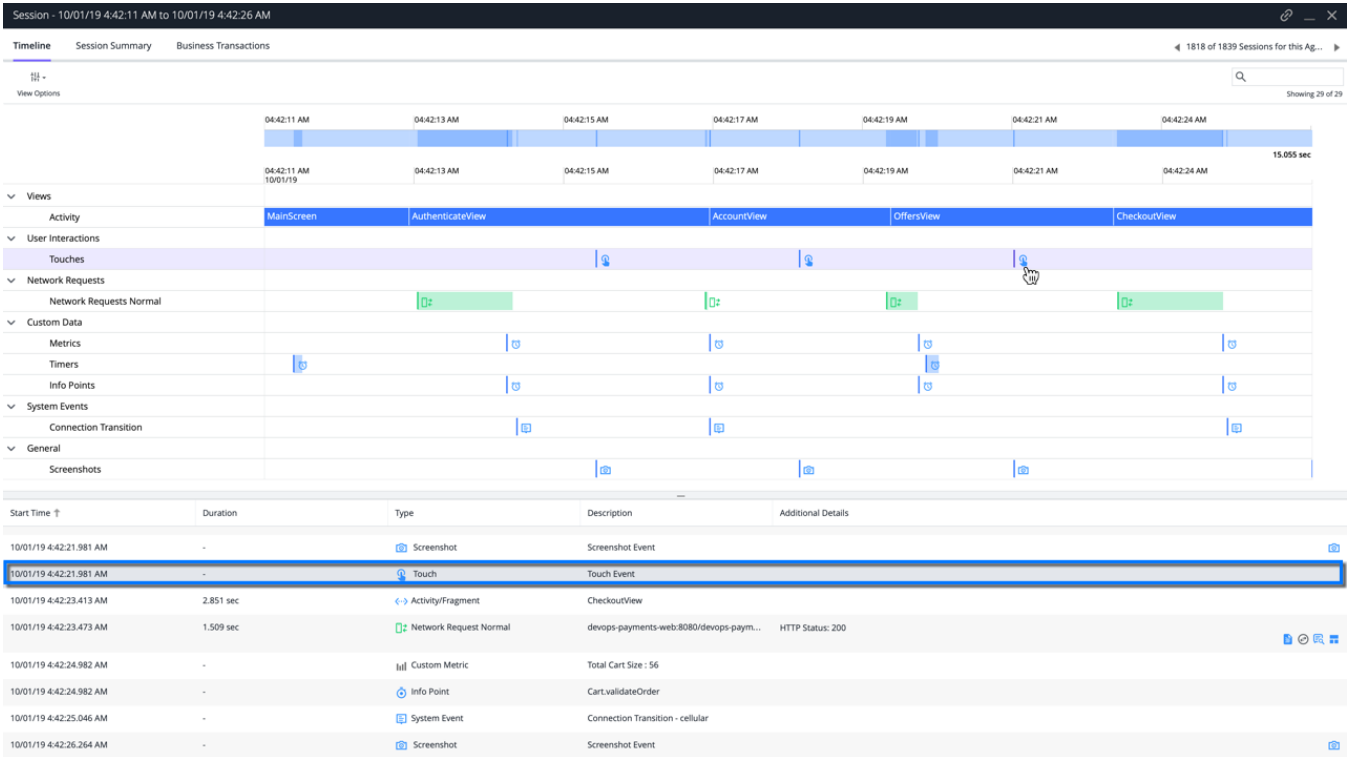 Session - 10/01/19 4:42:11 AM to 10/01/19 4:42:26 AM
Timeline Session Summary Business Transactions 1818 of 1839 Sessions for this Ag...
View Options
Showing 29 of 29
04:42:11 AM 04:42:13 AM 04:42:15 AM 04:42:17 AM 04:42:19 AM 04:42:21 AM 04:42:24 AM
15.055 sec
04:42:11 AM 04:42:13 AM 04:42:15 AM 04:42:17 AM 04:42:19 AM 04:42:21 AM 04:42:24 AM
10/01/19
Views
Activity MainScreen AuthenticateView AccountView OffersView CheckoutView
User Interactions
Touches
Network Requests
Network Requests Normal
Custom Data
Metrics
Timers
Info Points
System Events
Connection Transition
General
Screenshots
Start Time Duration Type Description Additional Details
10/01/19 4:42:21.981 AM - Screenshot Screenshot Event
10/01/19 4:42:21.981 AM - Touch Touch Event
10/01/19 4:42:23.413 AM 2.851 sec Activity/Fragment CheckoutView
10/01/19 4:42:23.473 AM 1.509 sec Network Request Normal devops-payments-web:8080/devops-paym... HTTP Status: 200
10/01/19 4:42:24.982 AM - Custom Metric Total Cart Size : 56
10/01/19 4:42:24.982 AM - Info Point Cart.validateOrder
10/01/19 4:42:25.046 AM - System Event Connection Transition - cellular
10/01/19 4:42:26.264 AM - Screenshot Screenshot Event